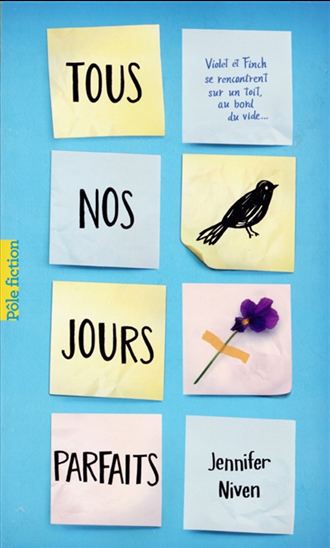 TOUS
Violet et Finch
se rencontrent
sur un toit,
au bord
du vide...
NOS
JOURS
PARFAITS
Jennifer
Niven
Pôle fiction